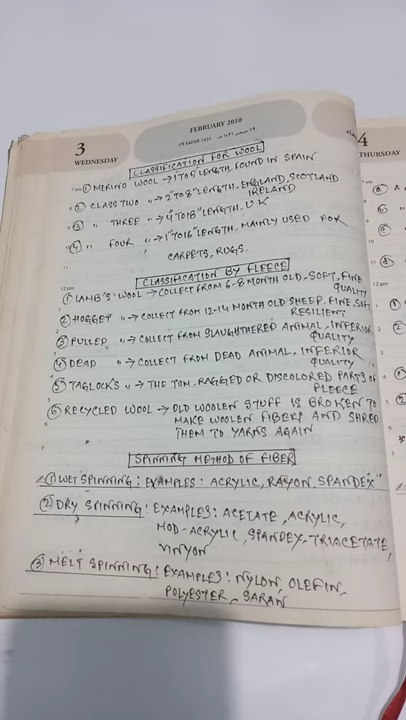 FEBRUARY 2010
3
WEDNESDAY
4
THURSDAY
CLASSIFICATION FOR WOOL
① MERINO WOOL → 1" TO 5" LENGTH, FOUND IN SPAIN
② CLASS TWO " → 2" TO 8" LENGTH, ENGLAND, SCOTLAND
IRELAND
③ " THREE " → 4" TO 18" LENGTH, U.K
④ " FOUR " → 1" TO 16" LENGTH, MAINLY USED FOR
CARPETS, RUGS.
CLASSIFICATION BY FLEECE
① LAMB'S WOOL → COLLECT FROM 6-8 MONTH OLD, SOFT, FINE
QUALITY
② HOGGET " → COLLECT FROM 12-14 MONTH OLD SHEEP. FINE, SOFT
RESILIENT
③ PULLED " → COLLECT FROM SLAUGHTHERED ANIMAL, INFERIOR
QUALITY
④ DEAD " → COLLECT FROM DEAD ANIMAL, INFERIOR
QUALITY
⑤ TAGLOCK'S " → THE TOM, RAGGED OR DISCOLORED PARTS OF
FLEECE
⑥ RECYCLED WOOL → OLD WOOLEN STUFF IS BROKEN TO
MAKE WOOLEN FIBERS AND SHRED
THEM TO YARNS AGAIN
SPINNING METHOD OF FIBER
① WET SPINNING : EXAMPLES : ACRYLIC, RAYON, SPANDEX
② DRY SPINNING : EXAMPLES : ACETATE, ACRYLIC,
MOD-ACRYLIC, SPANDEX, TRIACETATE,
VINYON
③ MELT SPINNING : EXAMPLES : NYLON, OLEFIN,
POLYESTER, SARAN